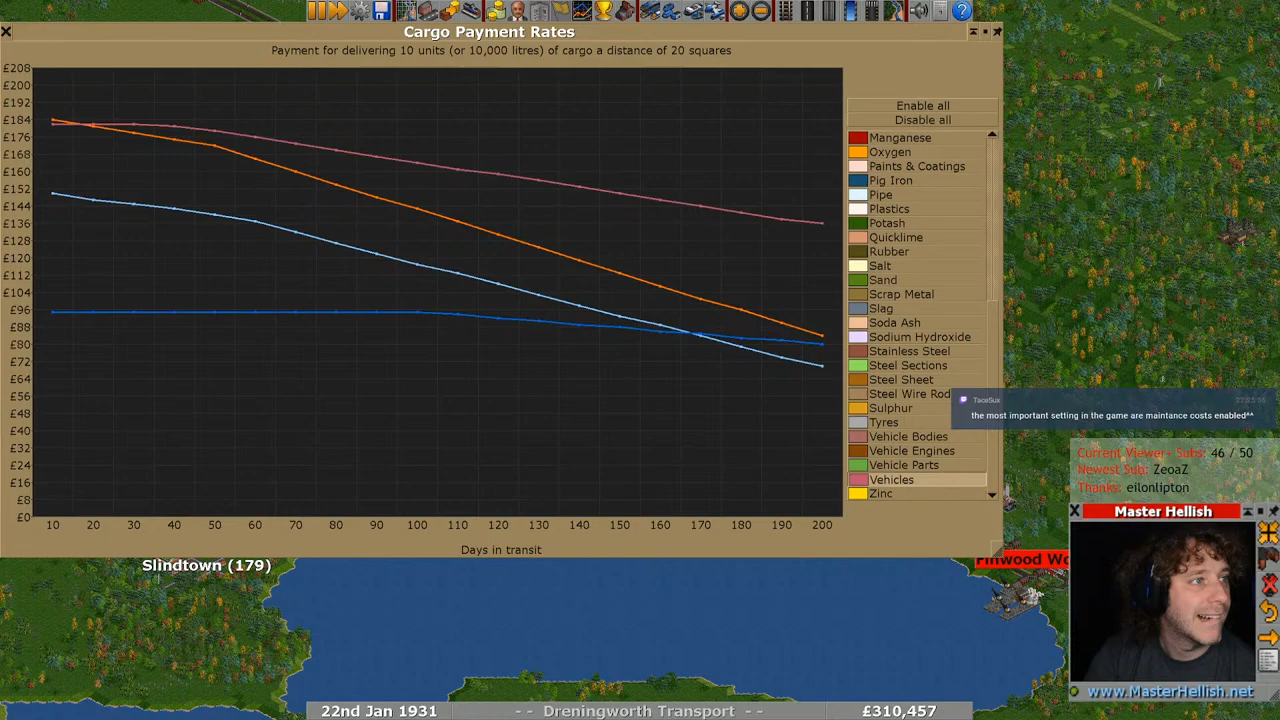 Cargo Payment Rates
Payment for delivering 10 units (or 10,000 litres) of cargo a distance of 20 squares
£208
£200
£192
£184
£176
£168
£160
£152
£144
£136
£128
£120
£112
£104
£96
£88
£80
£72
£64
£56
£48
£40
£32
£24
£16
£8
£0
10 20 30 40 50 60 70 80 90 100 110 120 130 140 150 160 170 180 190 200
Days in transit
Enable all
Disable all
Manganese
Oxygen
Paints & Coatings
Pig Iron
Pipe
Plastics
Potash
Quicklime
Rubber
Salt
Sand
Scrap Metal
Slag
Soda Ash
Sodium Hydroxide
Stainless Steel
Steel Sections
Steel Sheet
Steel Wire Rod
Sulphur
Tyres
Vehicle Bodies
Vehicle Engines
Vehicle Parts
Vehicles
Zinc
TaceSux
the most important setting in the game are maintance costs enabled^^
Current Viewer+ Subs: 46 / 50
Newest Sub: ZeoaZ
Thanks: eilonlipton
Master Hellish
www.MasterHellish.net
Slindtown (179)
22nd Jan 1931
- - Dreningworth Transport - -
£310,457